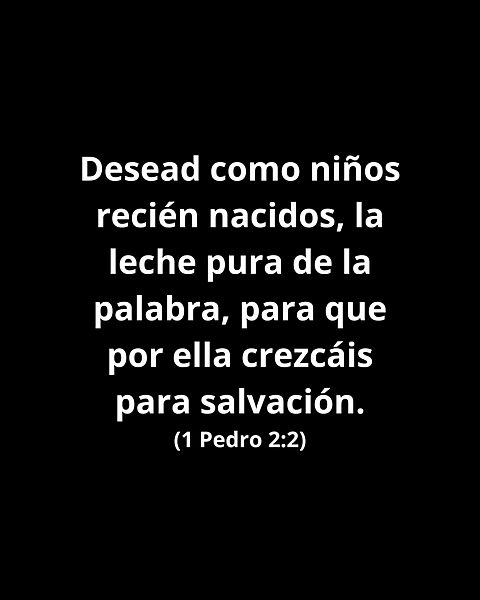 Desead como niños
recién nacidos, la
leche pura de la
palabra, para que
por ella crezcáis
para salvación.
(1 Pedro 2:2)